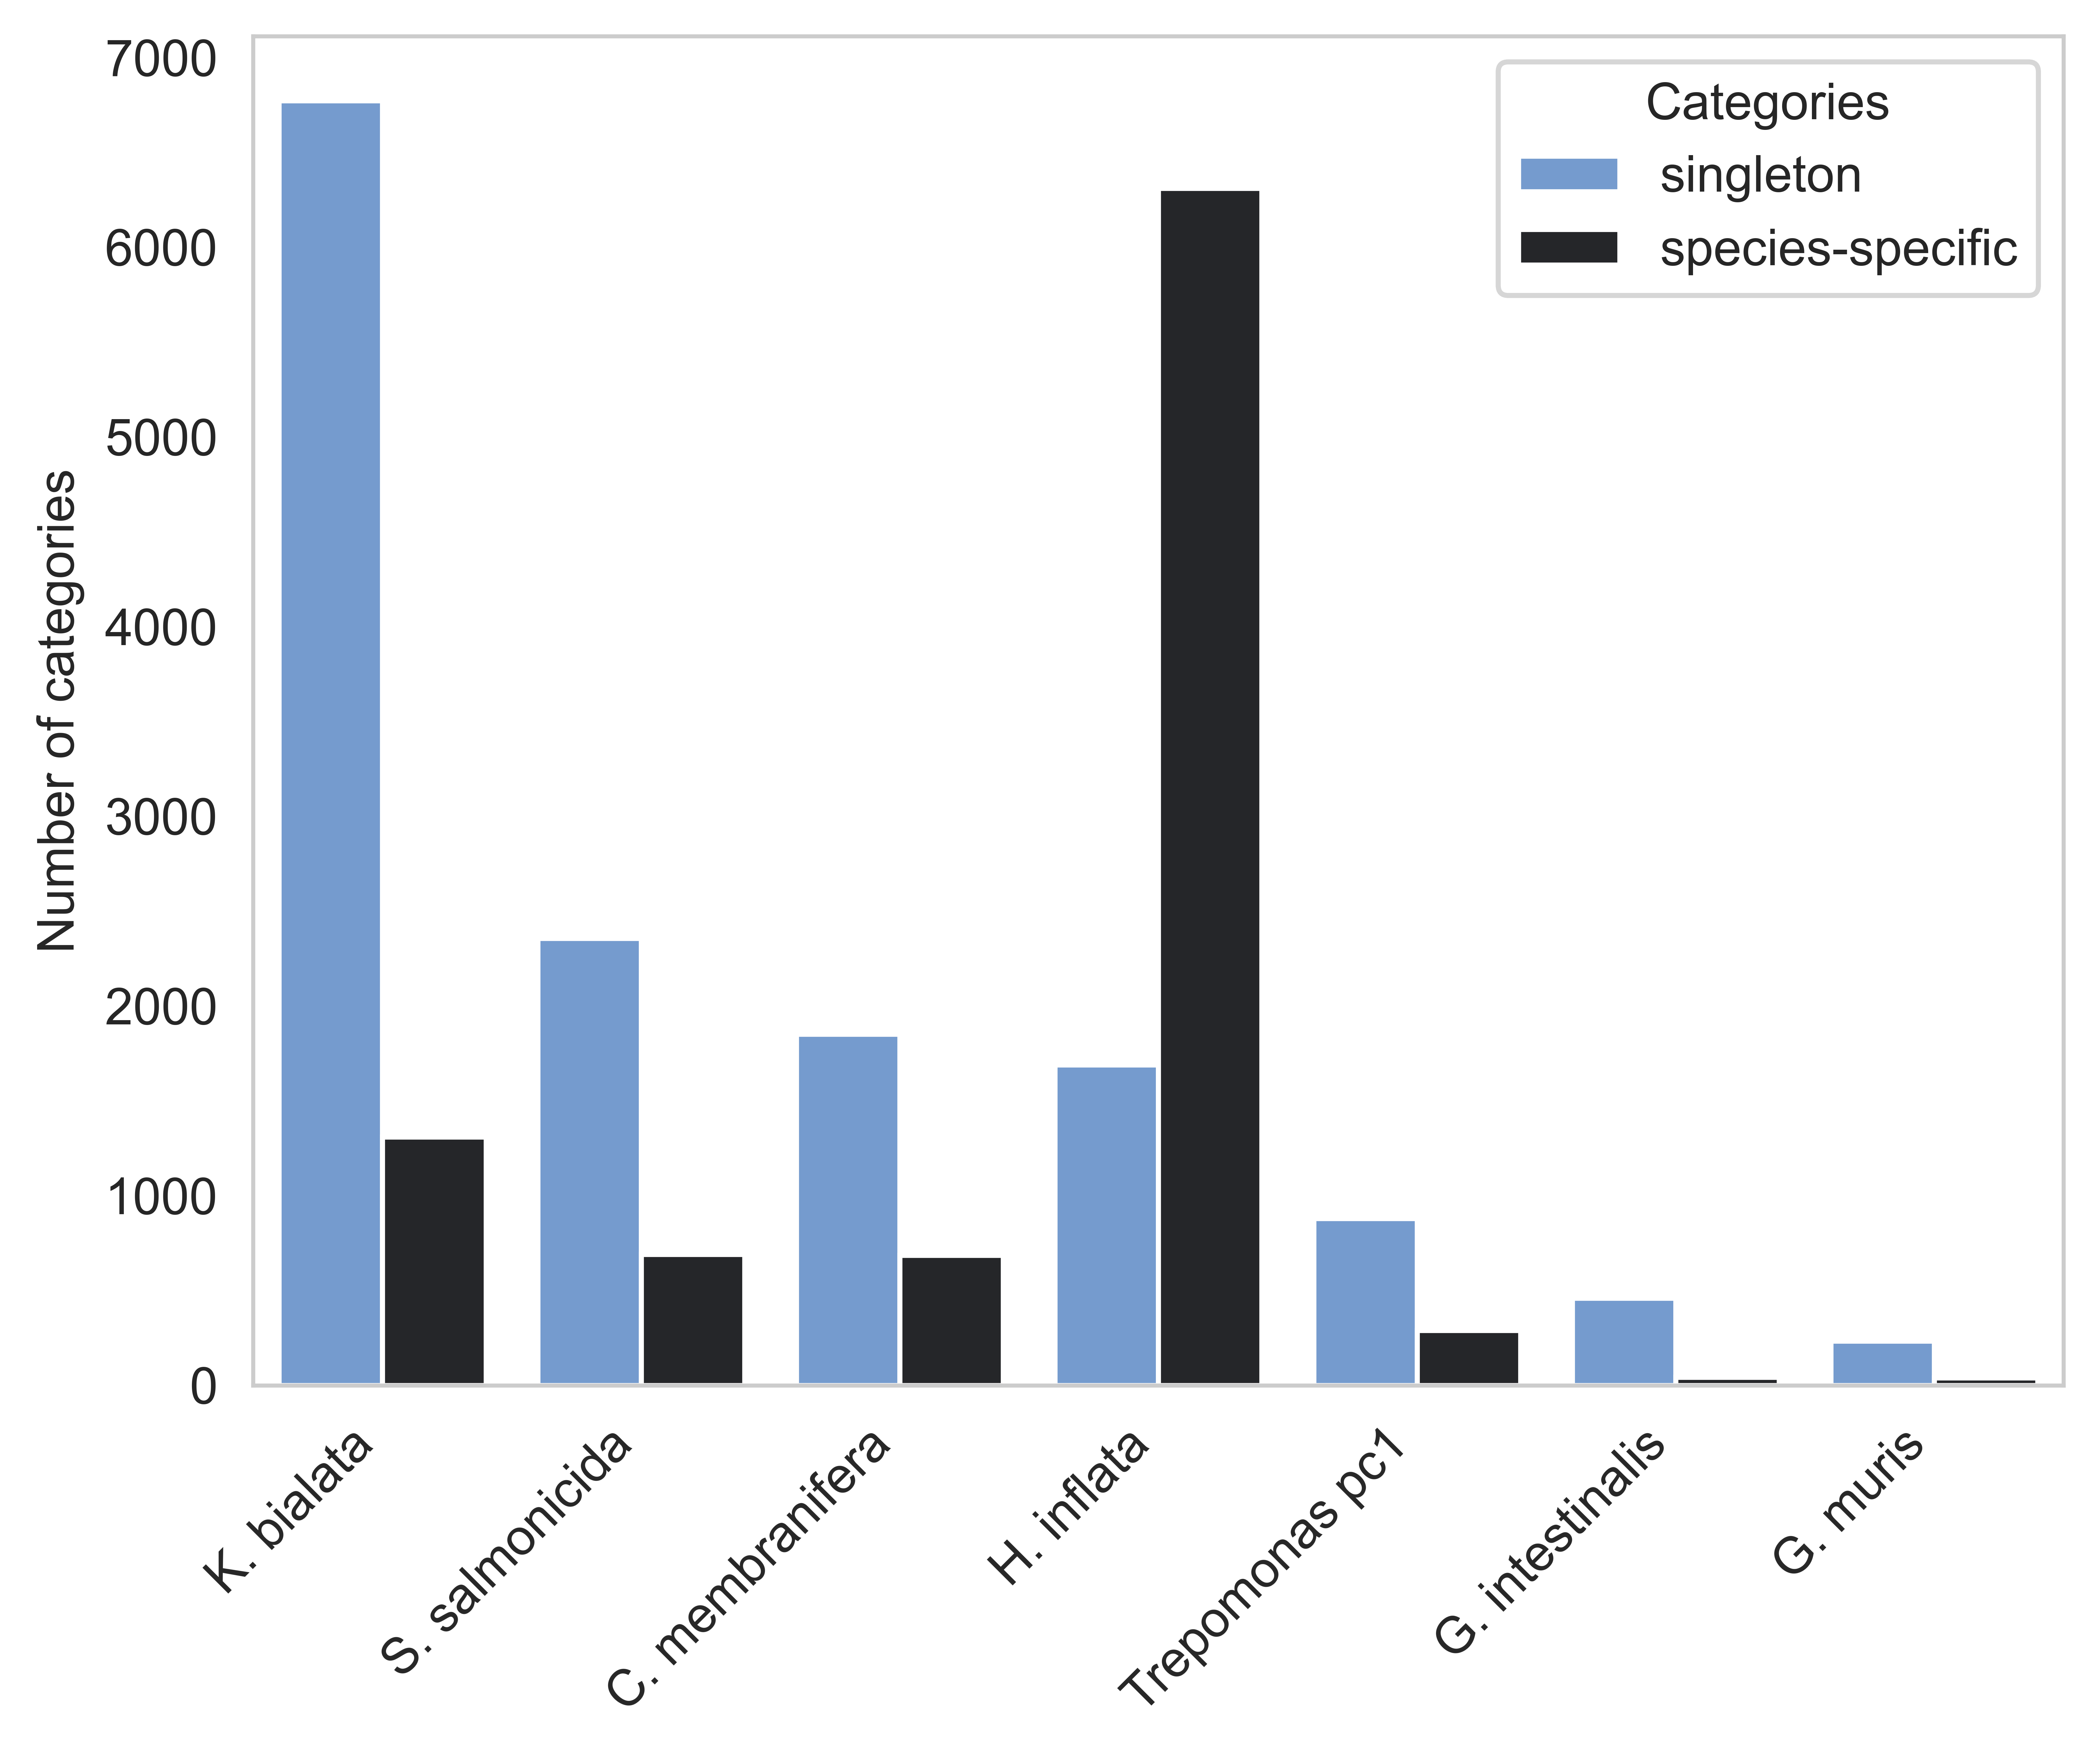 7000
6000
5000
4000
3000
2000
1000
0
Number of categories
Categories
singleton
species-specific
K. bialata
S. salmonicida
C. membranifera
H. inflata
Trepomonas pc1
G. intestinalis
G. muris